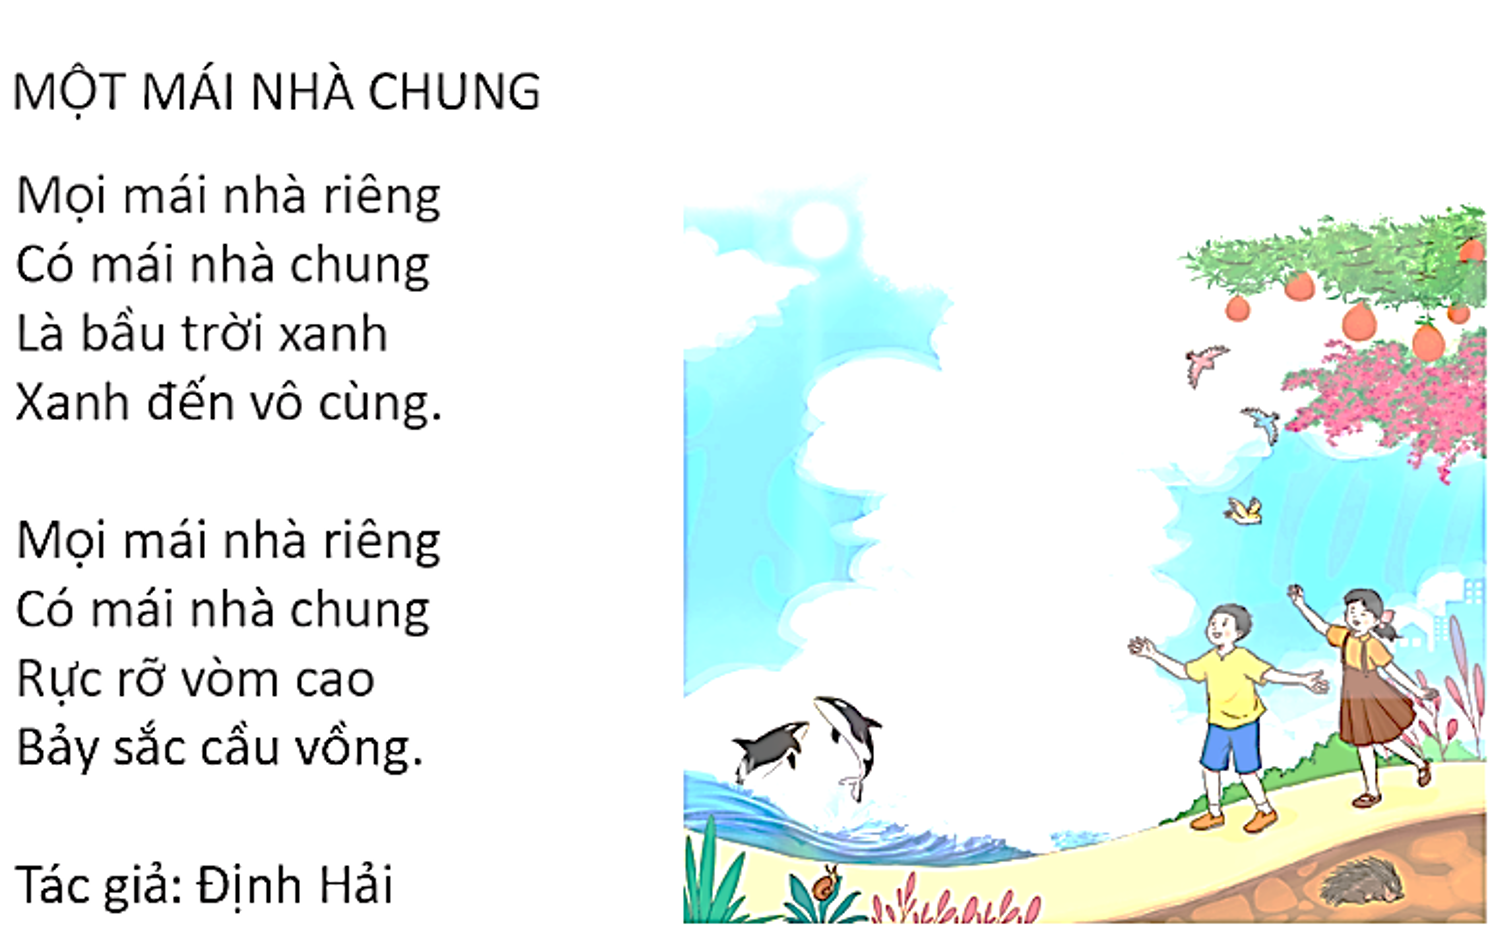 MỘT MÁI NHÀ CHUNG
Mọi mái nhà riêng
Có mái nhà chung
Là bầu trời xanh
Xanh đến vô cùng.
Mọi mái nhà riêng
Có mái nhà chung
Rực rỡ vòm cao
Bảy sắc cầu vồng.
Tác giả: Định Hải